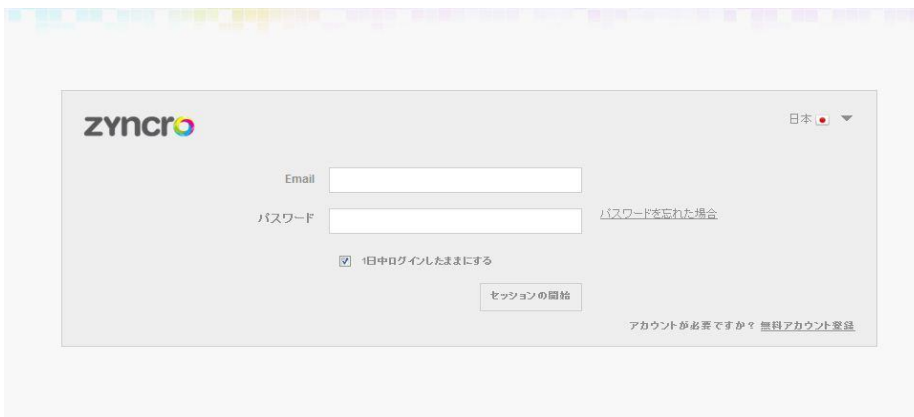 zyncro
日本
Email
パスワード
パスワードを忘れた場合
1日中ログインしたままにする
セッションの開始
アカウントが必要ですか? 無料アカウント登録